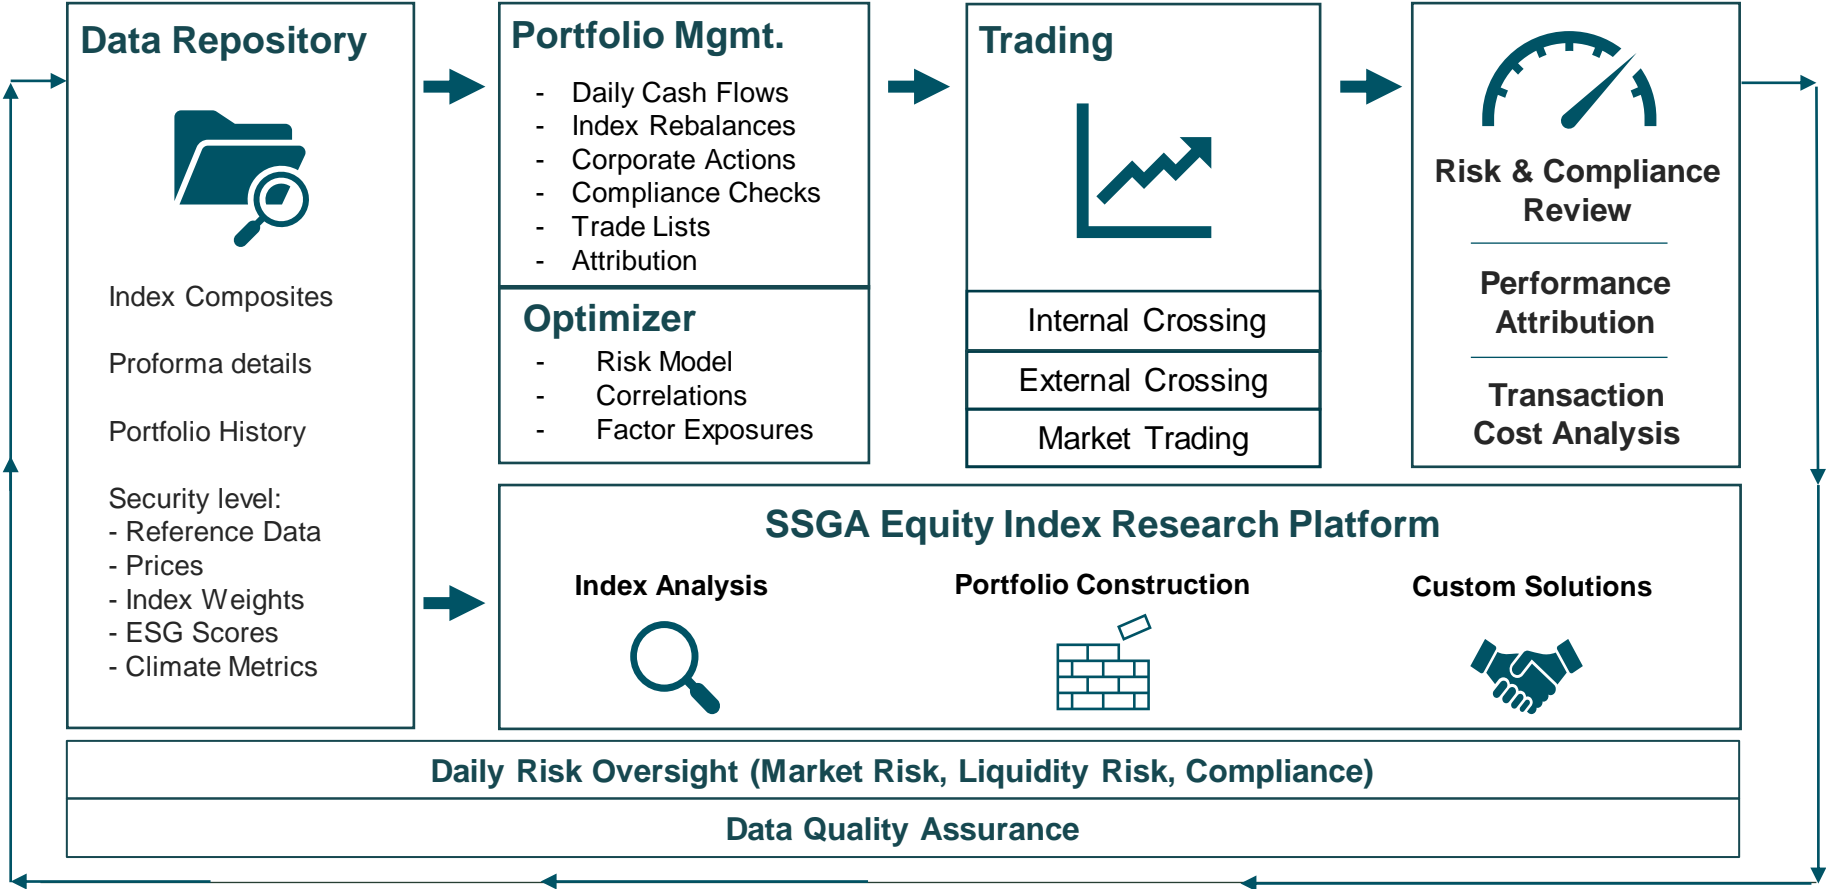 Data Repository
Index Composites
Proforma details
Portfolio History
Security level:
- Reference Data
- Prices
- Index Weights
- ESG Scores
- Climate Metrics
Portfolio Mgmt.
- Daily Cash Flows
- Index Rebalances
- Corporate Actions
- Compliance Checks
- Trade Lists
- Attribution
Optimizer
- Risk Model
- Correlations
- Factor Exposures
Trading
Internal Crossing
External Crossing
Market Trading
Risk & Compliance
Review
Performance
Attribution
Transaction
Cost Analysis
SSGA Equity Index Research Platform
Index Analysis
Portfolio Construction
Custom Solutions
Daily Risk Oversight (Market Risk, Liquidity Risk, Compliance)
Data Quality Assurance